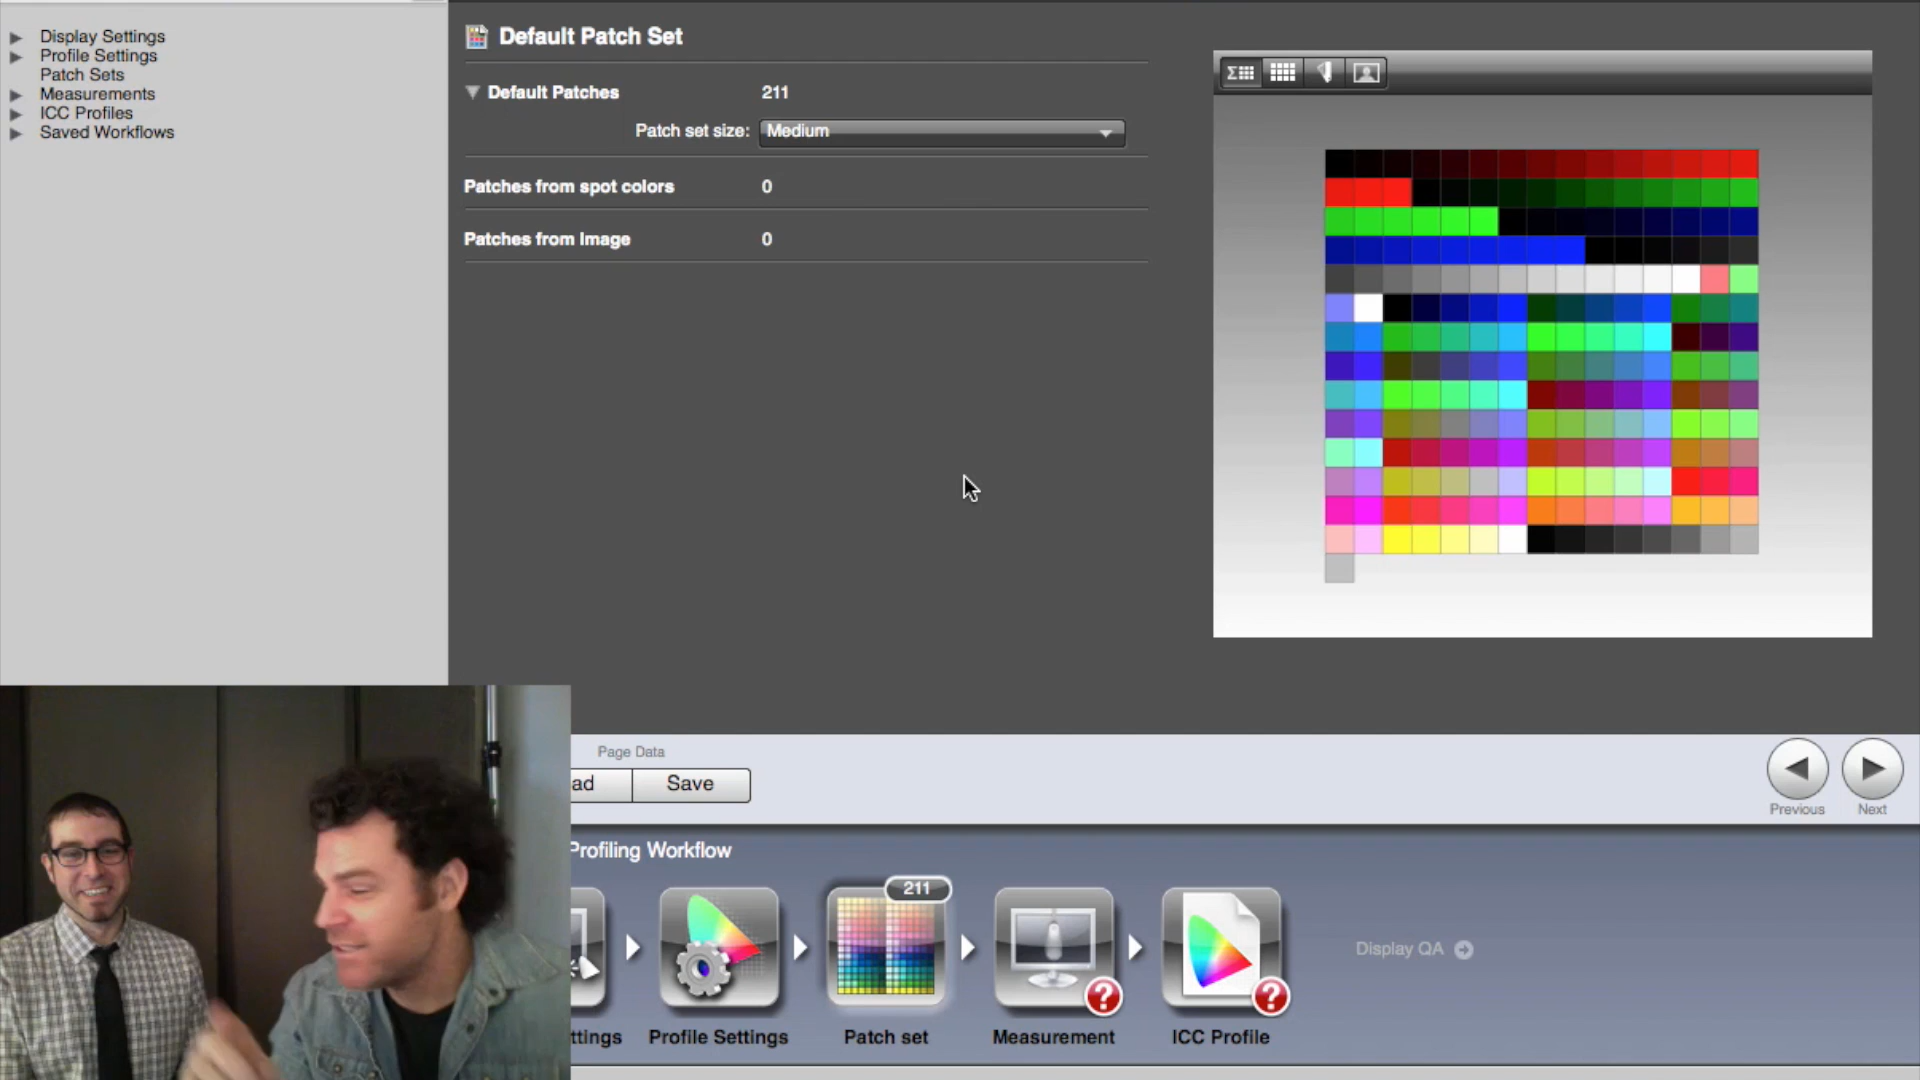 Display Settings
Profile Settings
Patch Sets
Measurements
ICC Profiles
Saved Workflows
Default Patch Set
Default Patches 211
Patch set size: Medium
Patches from spot colors 0
Patches from Image 0
Page Data
ad Save
Previous Next
Profiling Workflow
211
ttings Profile Settings Patch set Measurement ICC Profile
Display QA